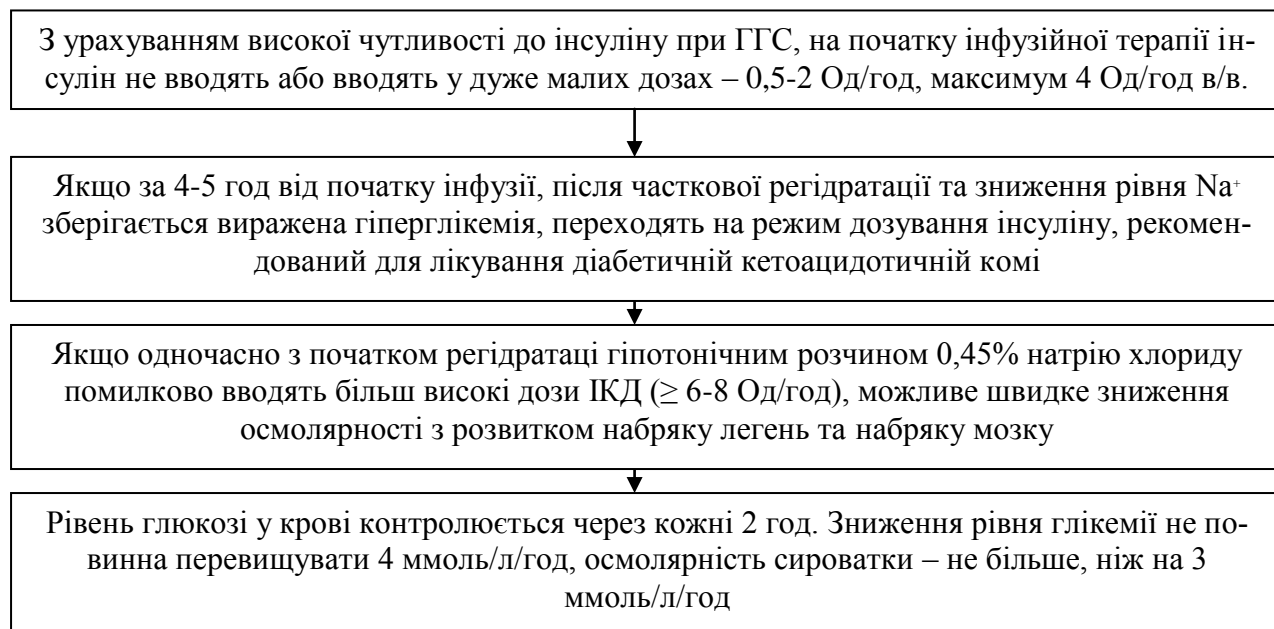 З урахуванням високої чутливості до інсуліну при ГГС, на початку інфузійної терапії ін-
сулін не вводять або вводять у дуже малих дозах – 0,5-2 Од/год, максимум 4 Од/год в/в.
Якщо за 4-5 год від початку інфузії, після часткової регідратації та зниження рівня Na⁺
зберігається виражена гіперглікемія, переходять на режим дозування інсуліну, рекомен-
дований для лікування діабетичній кетоацидотичній комі
Якщо одночасно з початком регідратаці гіпотонічним розчином 0,45% натрію хлориду
помилково вводять більш високі дози ІКД (≥ 6-8 Од/год), можливе швидке зниження
осмолярності з розвитком набряку легень та набряку мозку
Рівень глюкозі у крові контролюється через кожні 2 год. Зниження рівня глікемії не по-
винна перевищувати 4 ммоль/л/год, осмолярність сироватки – не більше, ніж на 3
ммоль/л/год